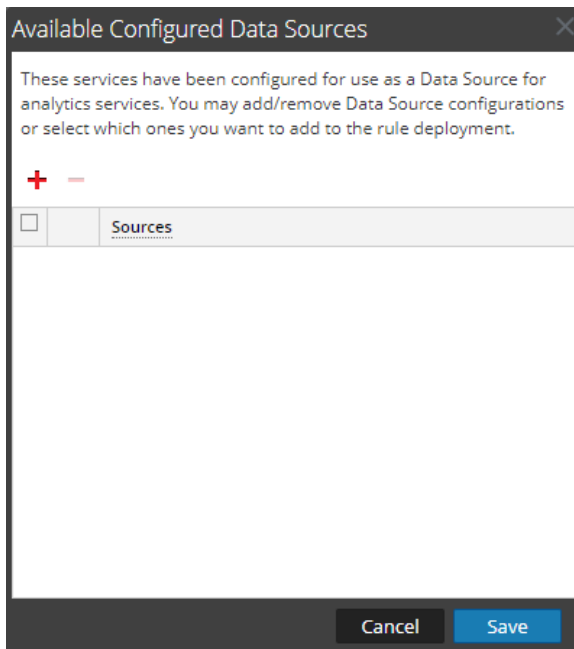 Available Configured Data Sources
These services have been configured for use as a Data Source for
analytics services. You may add/remove Data Source configurations
or select which ones you want to add to the rule deployment.
Sources
Cancel Save